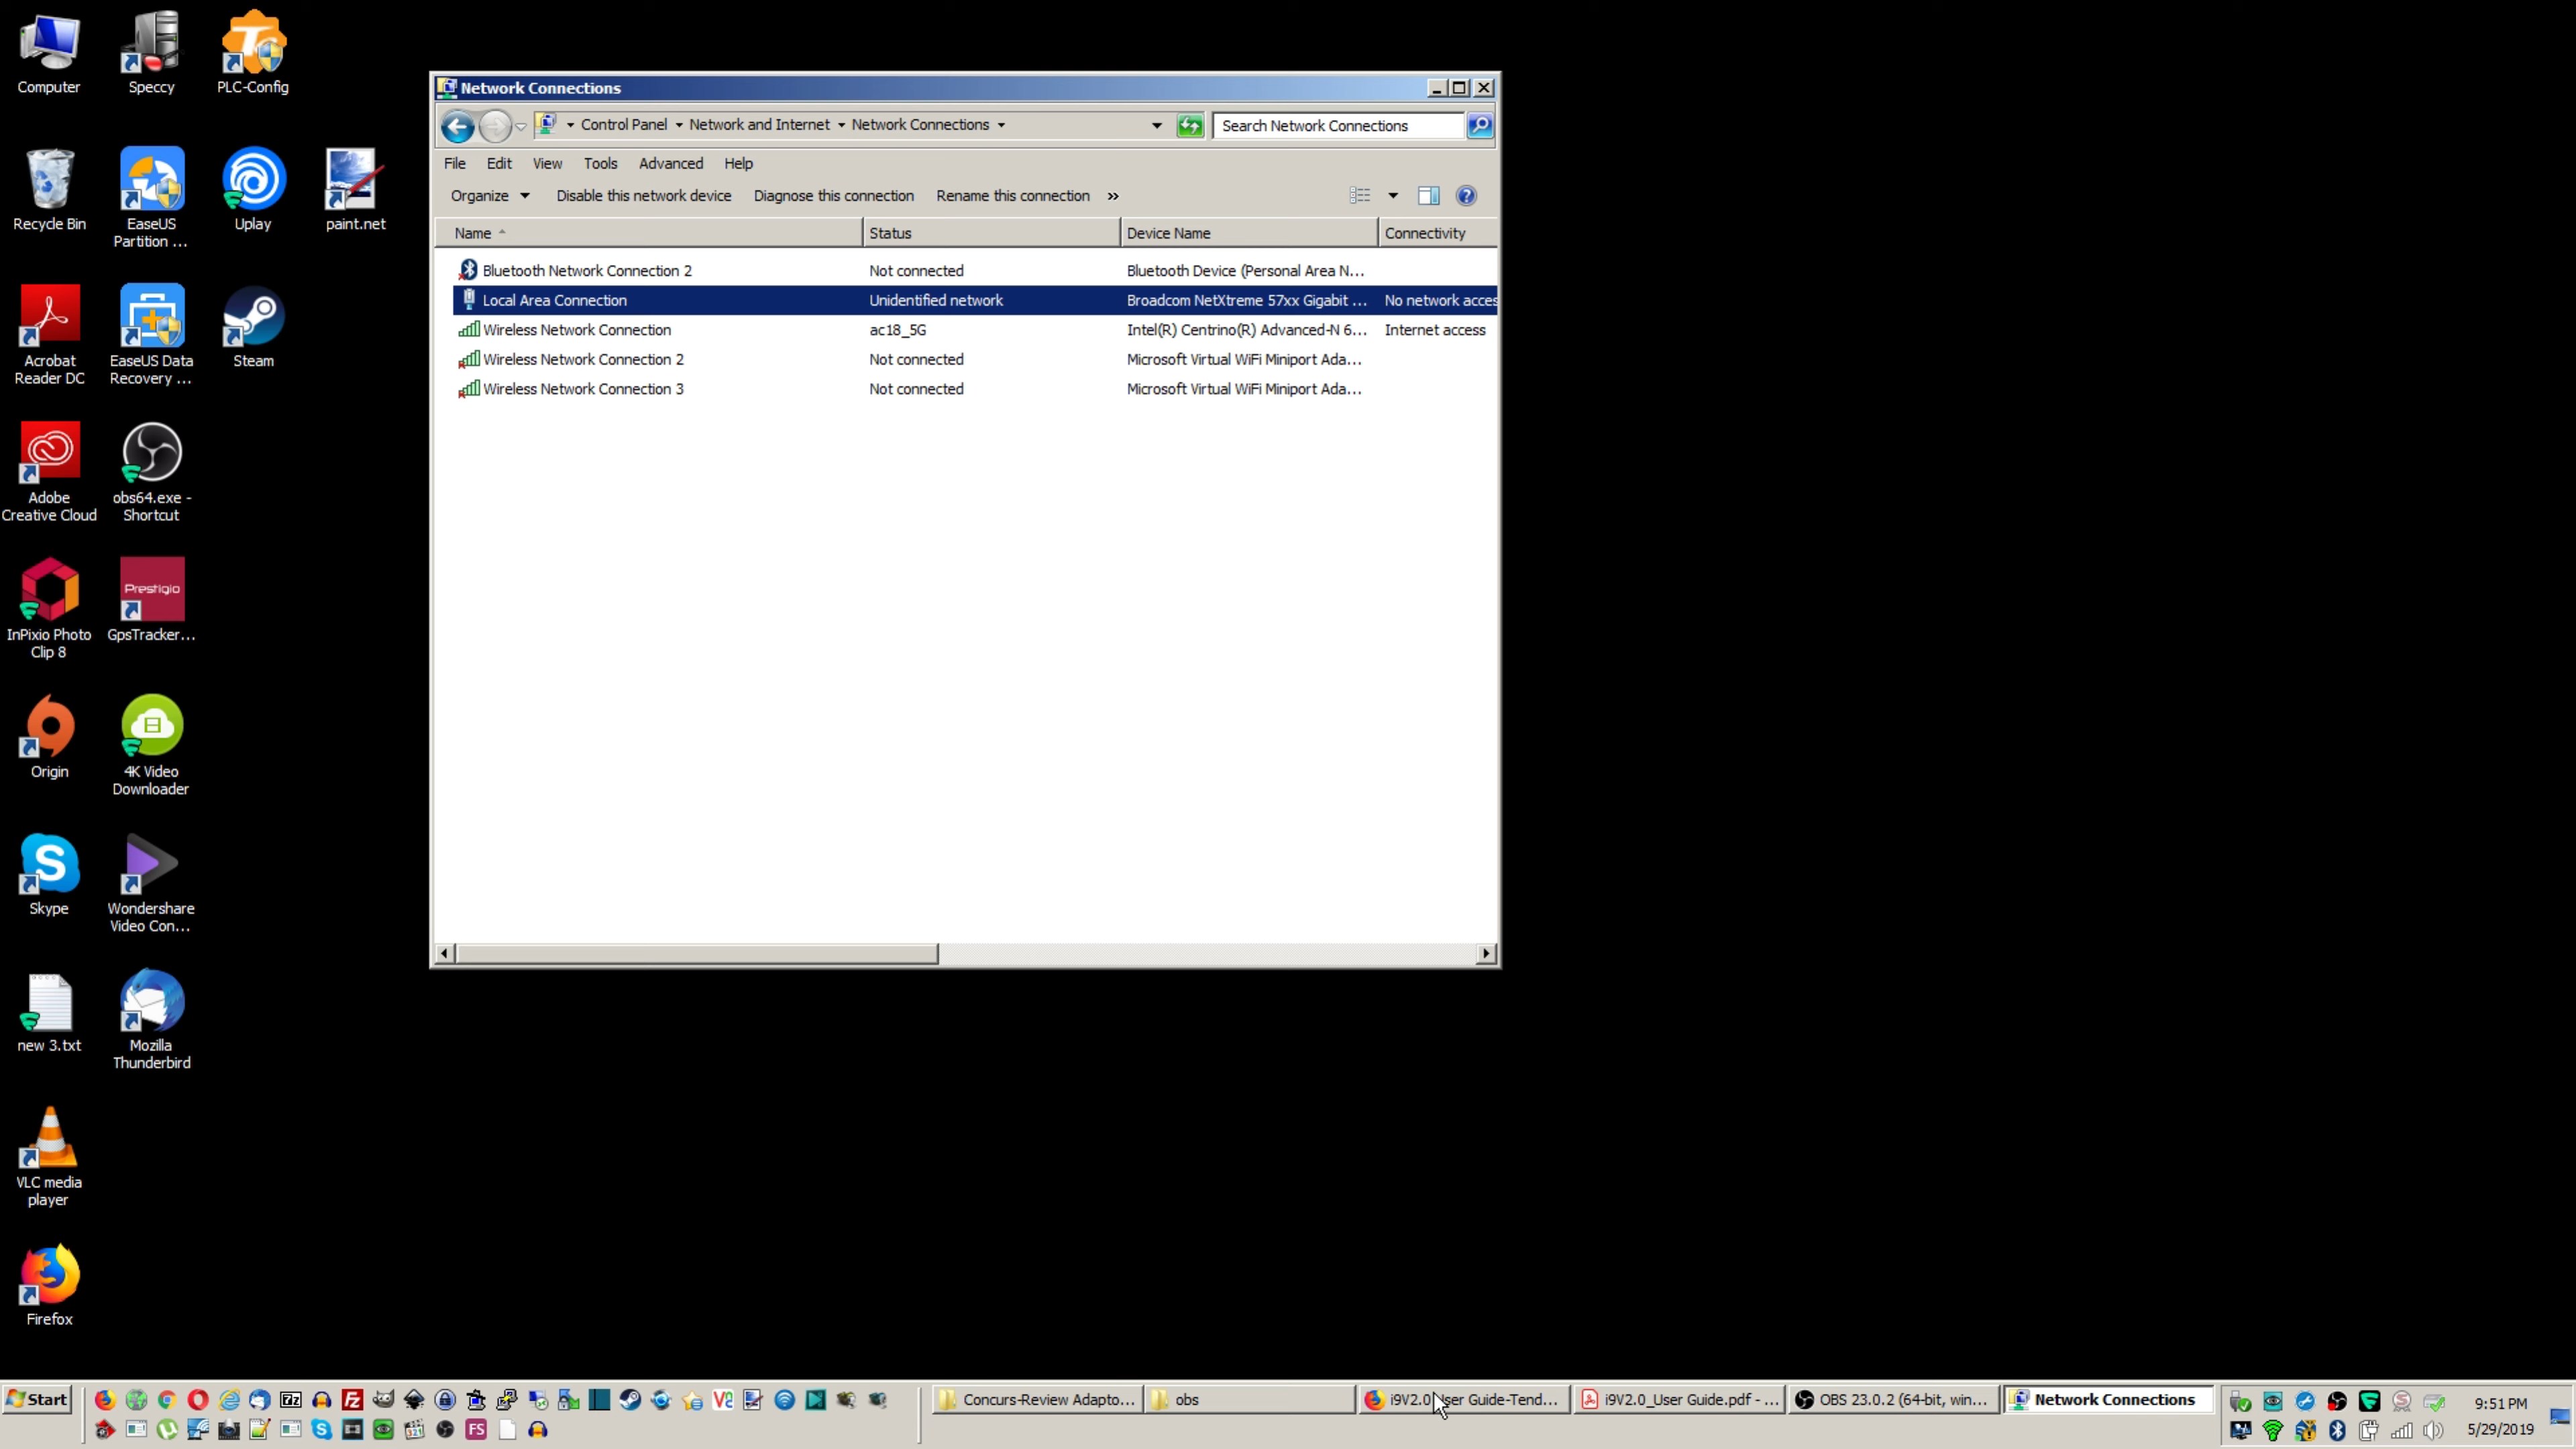 Computer
Speccy
PLC-Config
Recycle Bin
EaseUS
Partition ...
Uplay
paint.net
Acrobat
Reader DC
EaseUS Data
Recovery ...
Steam
Adobe
Creative Cloud
obs64.exe -
Shortcut
InPixio Photo
Clip 8
Prestigio
GpsTracker...
Origin
4K Video
Downloader
Skype
Wondershare
Video Con...
new 3.txt
Mozilla
Thunderbird
VLC media
player
Firefox
Network Connections
Control Panel
Network and Internet
Network Connections
Search Network Connections
File Edit View Tools Advanced Help
Organize Disable this network device Diagnose this connection Rename this connection »
Name Status Device Name Connectivity
Bluetooth Network Connection 2 Not connected Bluetooth Device (Personal Area N...
Local Area Connection Unidentified network Broadcom NetXtreme 57xx Gigabit ... No network acces
Wireless Network Connection ac18_5G Intel(R) Centrino(R) Advanced-N 6... Internet access
Wireless Network Connection 2 Not connected Microsoft Virtual WiFi Miniport Ada...
Wireless Network Connection 3 Not connected Microsoft Virtual WiFi Miniport Ada...
Start
Concurs-Review Adapto...
obs
i9V2.0_User Guide-Tend...
i9V2.0_User Guide.pdf - ...
OBS 23.0.2 (64-bit, win...
Network Connections
9:51 PM
5/29/2019